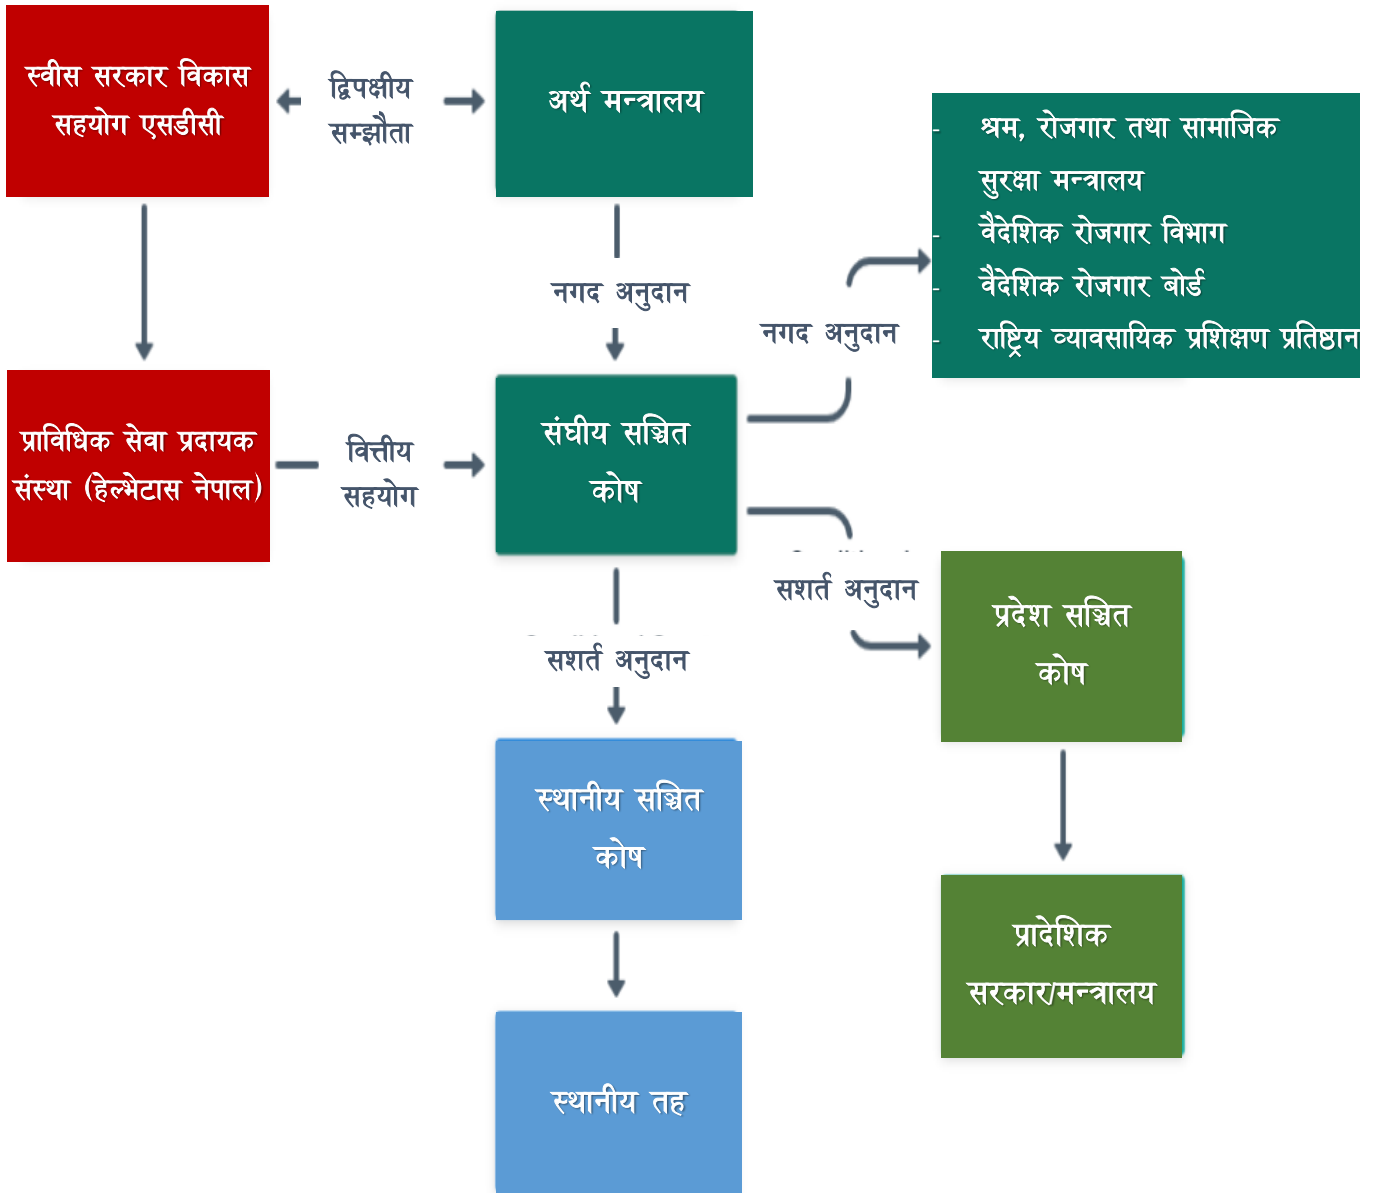 स्वीस सरकार विकास
सहयोग एसडीसी
द्विपक्षीय
सम्झौता
अर्थ मन्त्रालय
- श्रम, रोजगार तथा सामाजिक
सुरक्षा मन्त्रालय
- वैदेशिक रोजगार विभाग
- वैदेशिक रोजगार बोर्ड
- राष्ट्रिय व्यावसायिक प्रशिक्षण प्रतिष्ठान
नगद अनुदान
नगद अनुदान
प्राविधिक सेवा प्रदायक
संस्था (हेल्भेटास नेपाल)
वित्तीय
सहयोग
संघीय सञ्चित
कोष
सशर्त अनुदान
सशर्त अनुदान
प्रदेश सञ्चित
कोष
स्थानीय सञ्चित
कोष
प्रादेशिक
सरकार/मन्त्रालय
स्थानीय तह